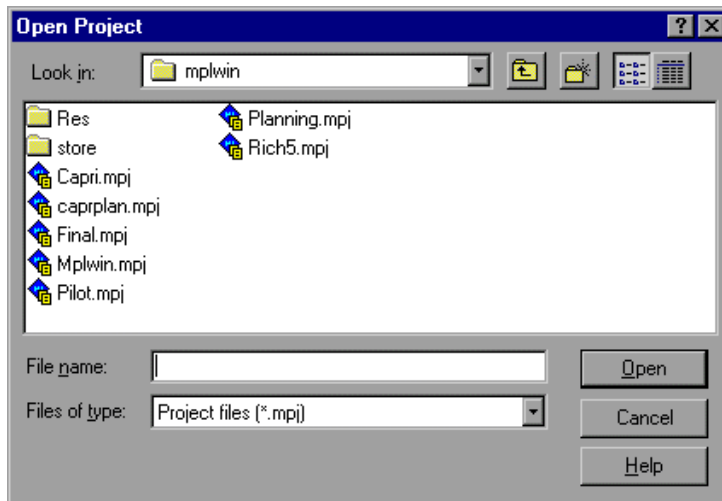 Open Project
Look in: mplwin
Res
store
Capri.mpj
caprplan.mpj
Final.mpj
Mplwin.mpj
Pilot.mpj
Planning.mpj
Rich5.mpj
File name:
Open
Files of type: Project files (*.mpj)
Cancel
Help